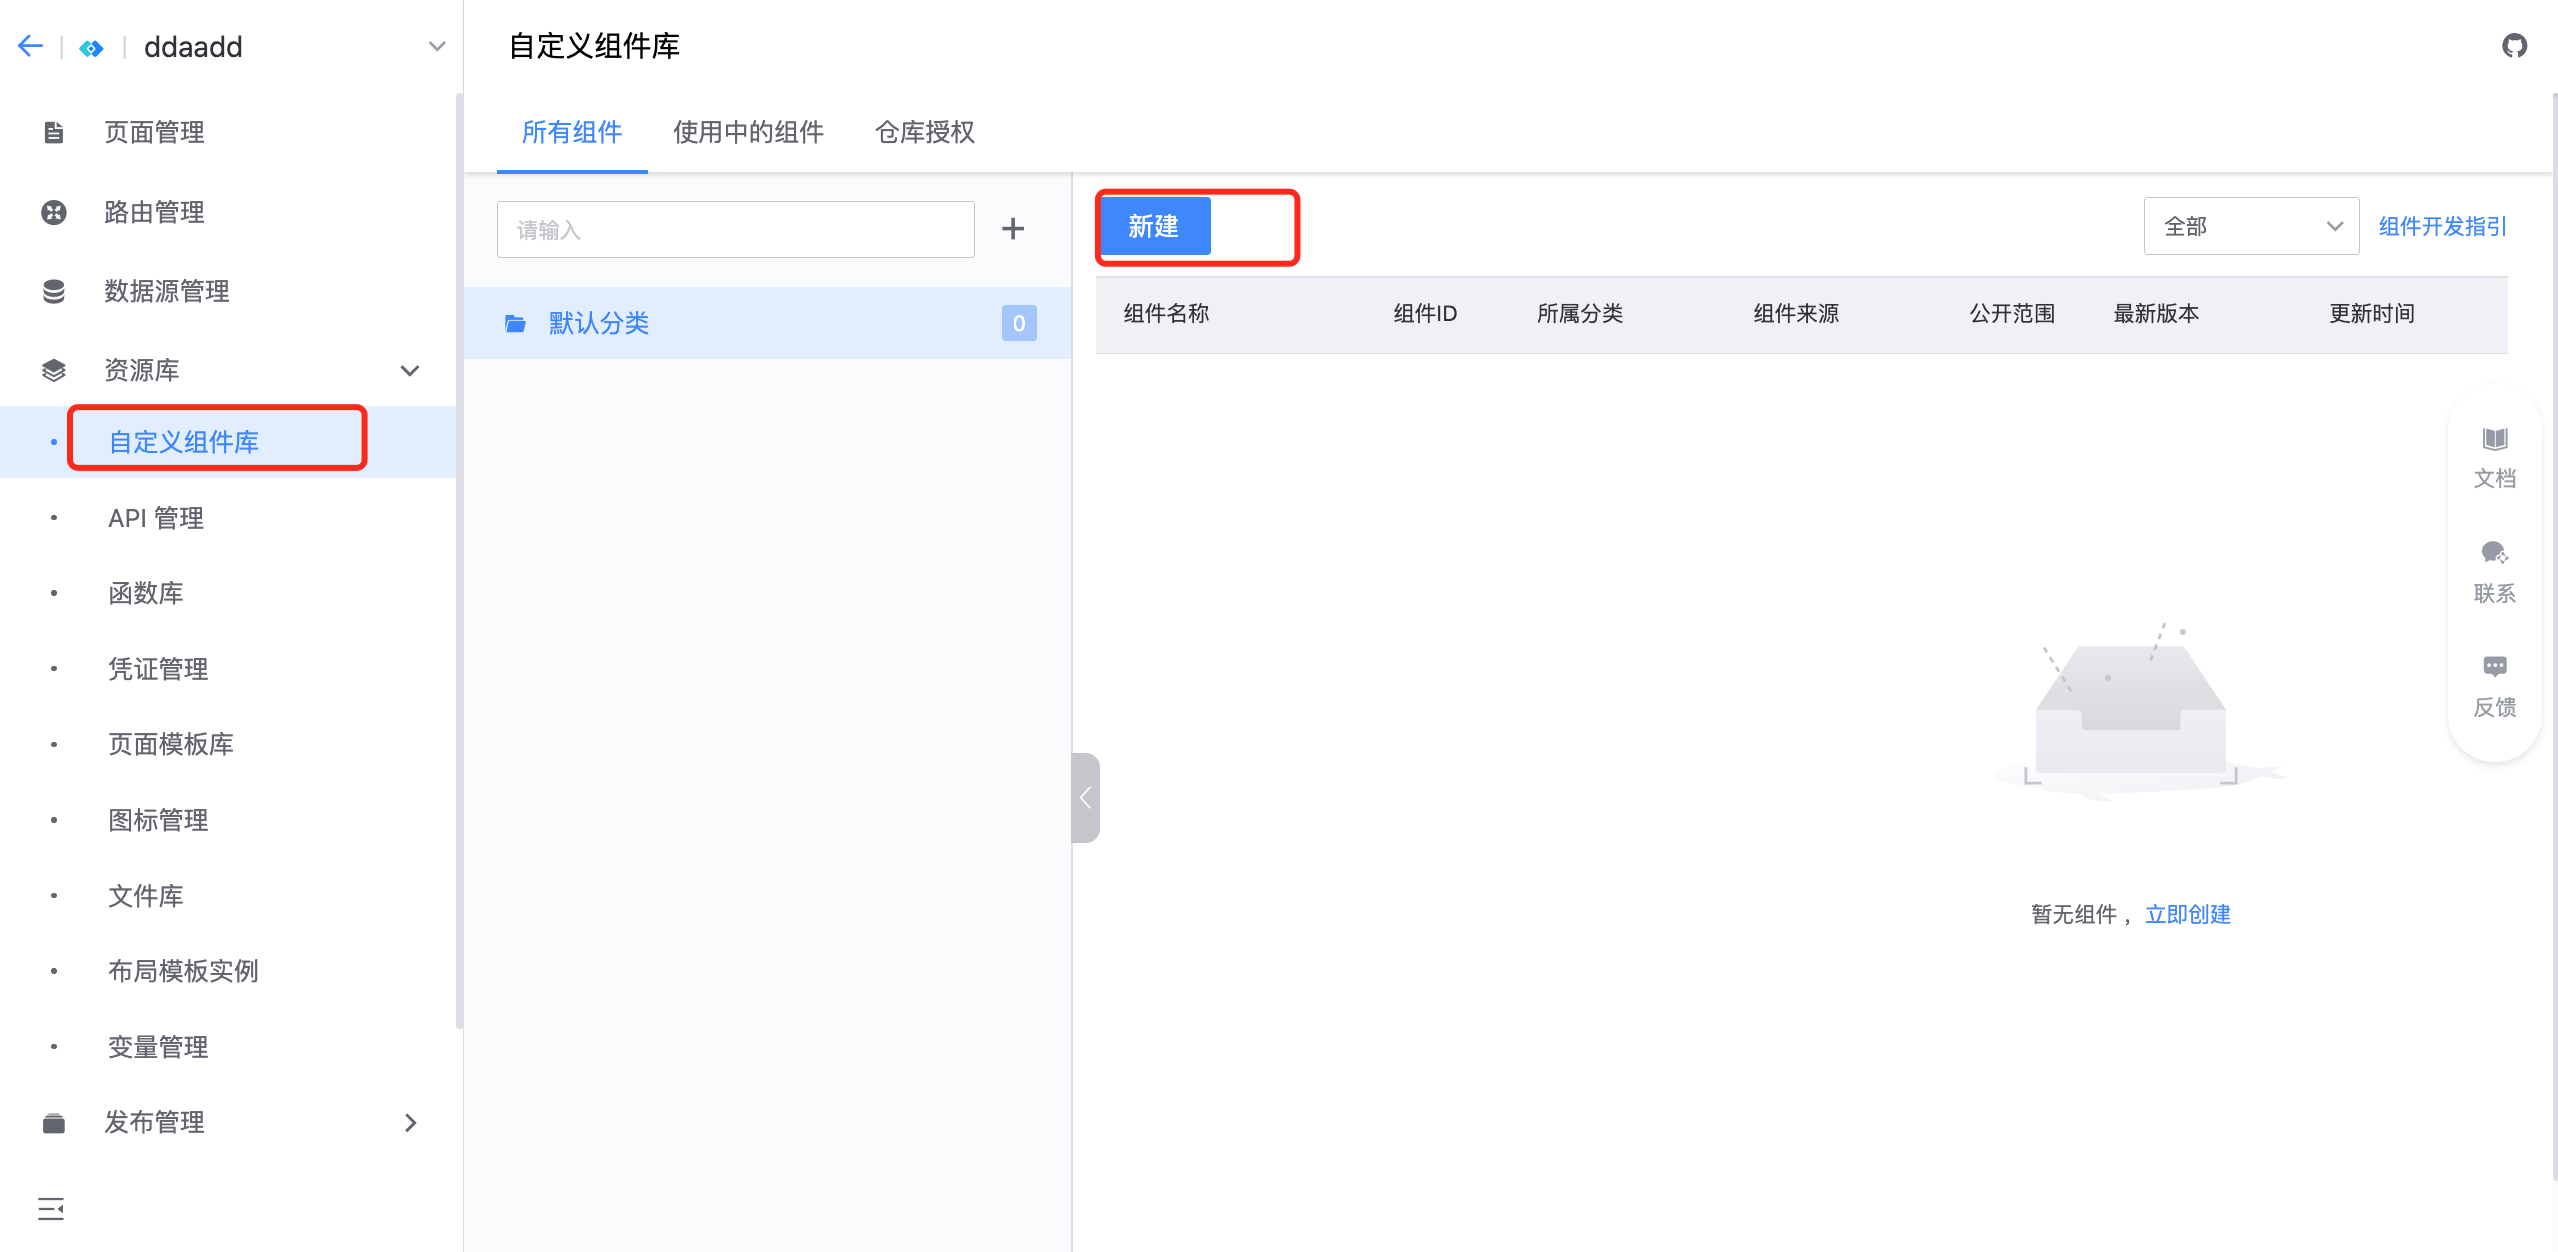 ddaadd
页面管理
路由管理
数据源管理
资源库
自定义组件库
API 管理
函数库
凭证管理
页面模板库
图标管理
文件库
布局模板实例
变量管理
发布管理
自定义组件库
所有组件 使用中的组件 仓库授权
请输入
默认分类 0
新建 全部 组件开发指引
组件名称 组件ID 所属分类 组件来源 公开范围 最新版本 更新时间
暂无组件 ，立即创建
文档
联系
反馈